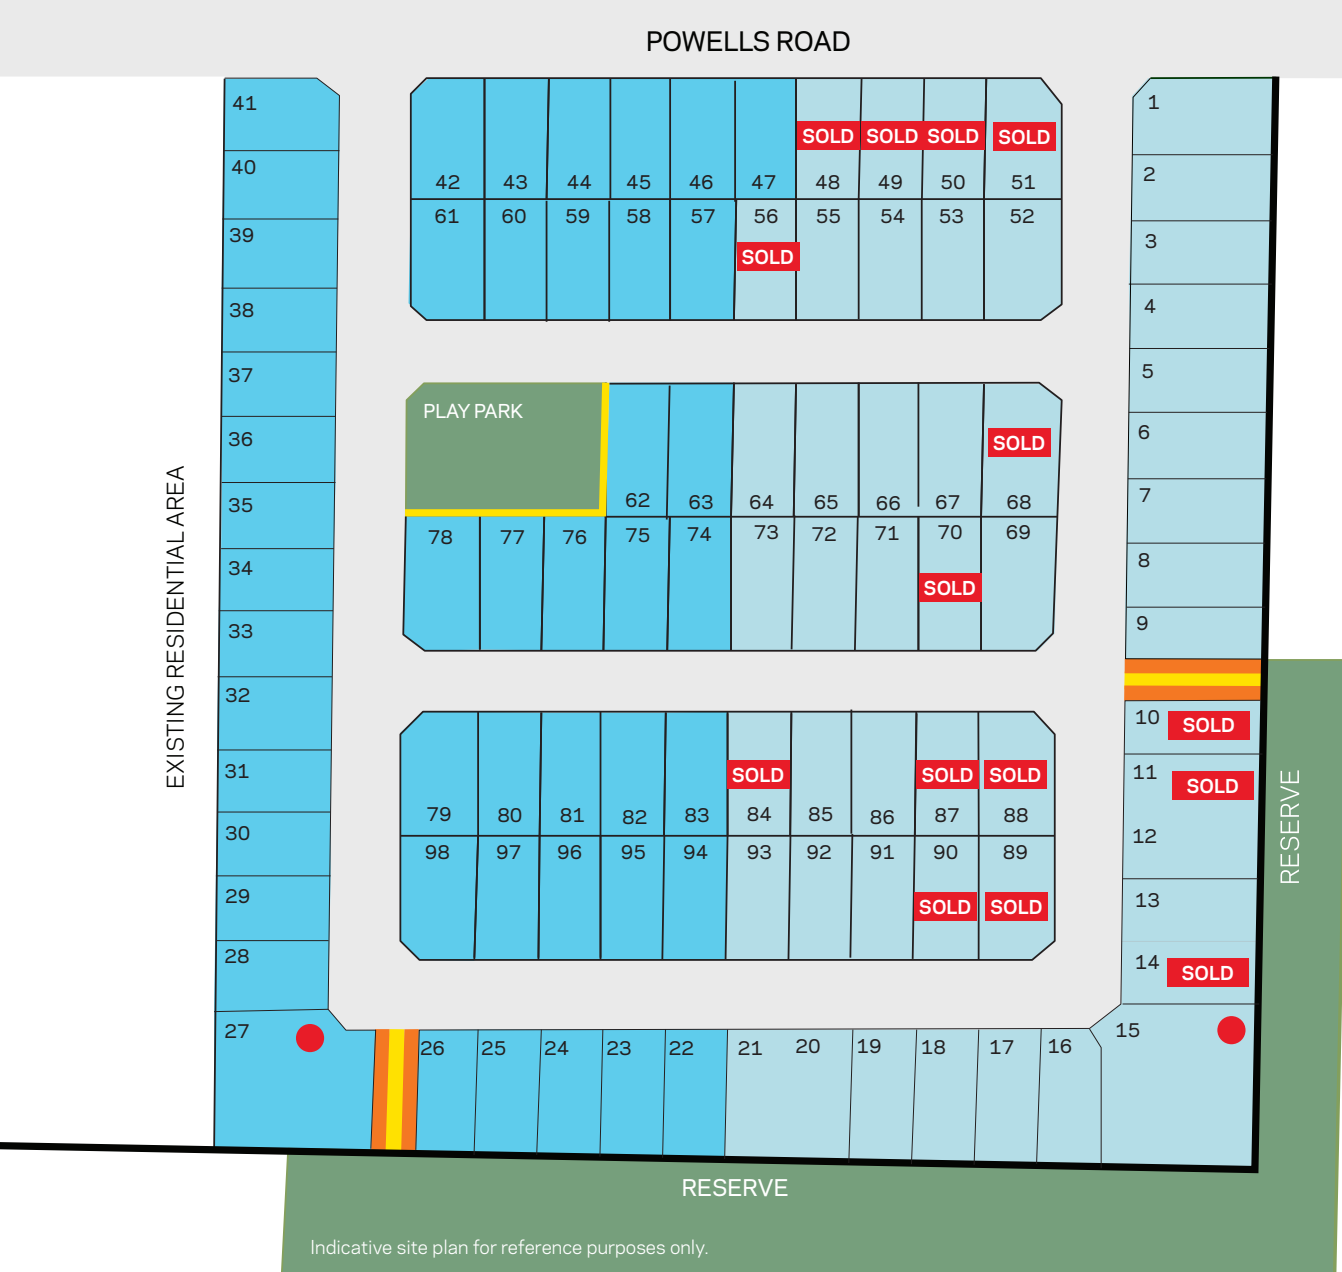 POWELLS ROAD
41
40
39
38
37
36
35
34
33
32
31
30
29
28
27
EXISTING RESIDENTIAL AREA
SOLD SOLD SOLD SOLD
42 43 44 45 46 47 48 49 50 51
61 60 59 58 57 56 55 54 53 52
SOLD
PLAY PARK
SOLD
62 63 64 65 66 67 68
78 77 76 75 74 73 72 71 70 69
SOLD
SOLD SOLD SOLD
79 80 81 82 83 84 85 86 87 88
98 97 96 95 94 93 92 91 90 89
SOLD SOLD
1
2
3
4
5
6
7
8
9
10 SOLD
11 SOLD
12
13
14 SOLD
15
RESERVE
26 25 24 23 22 21 20 19 18 17 16
RESERVE
Indicative site plan for reference purposes only.